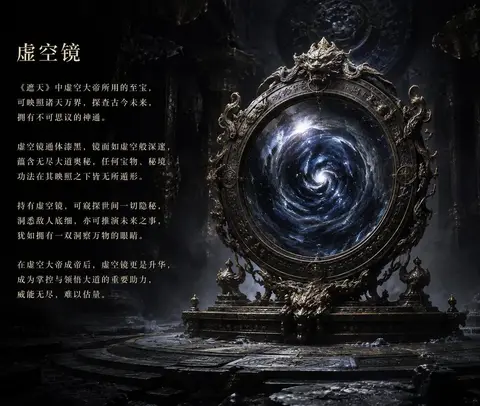 虚空镜
《遮天》中虚空大帝所用的至宝，
可映照诸天万界，探查古今未来，
拥有不可思议的神通。
虚空镜通体漆黑，镜面如虚空般深邃，
蕴含无尽大道奥秘，任何宝物、秘境、
功法在其映照之下皆无所遁形。
持有虚空镜，可窥探世间一切隐秘，
洞悉敌人底细，亦可推演未来之事，
犹如拥有一双洞察万物的眼睛。
在虚空大帝成帝后，虚空镜更是升华，
成为掌控与领悟大道的重要助力，
威能无尽，难以估量。